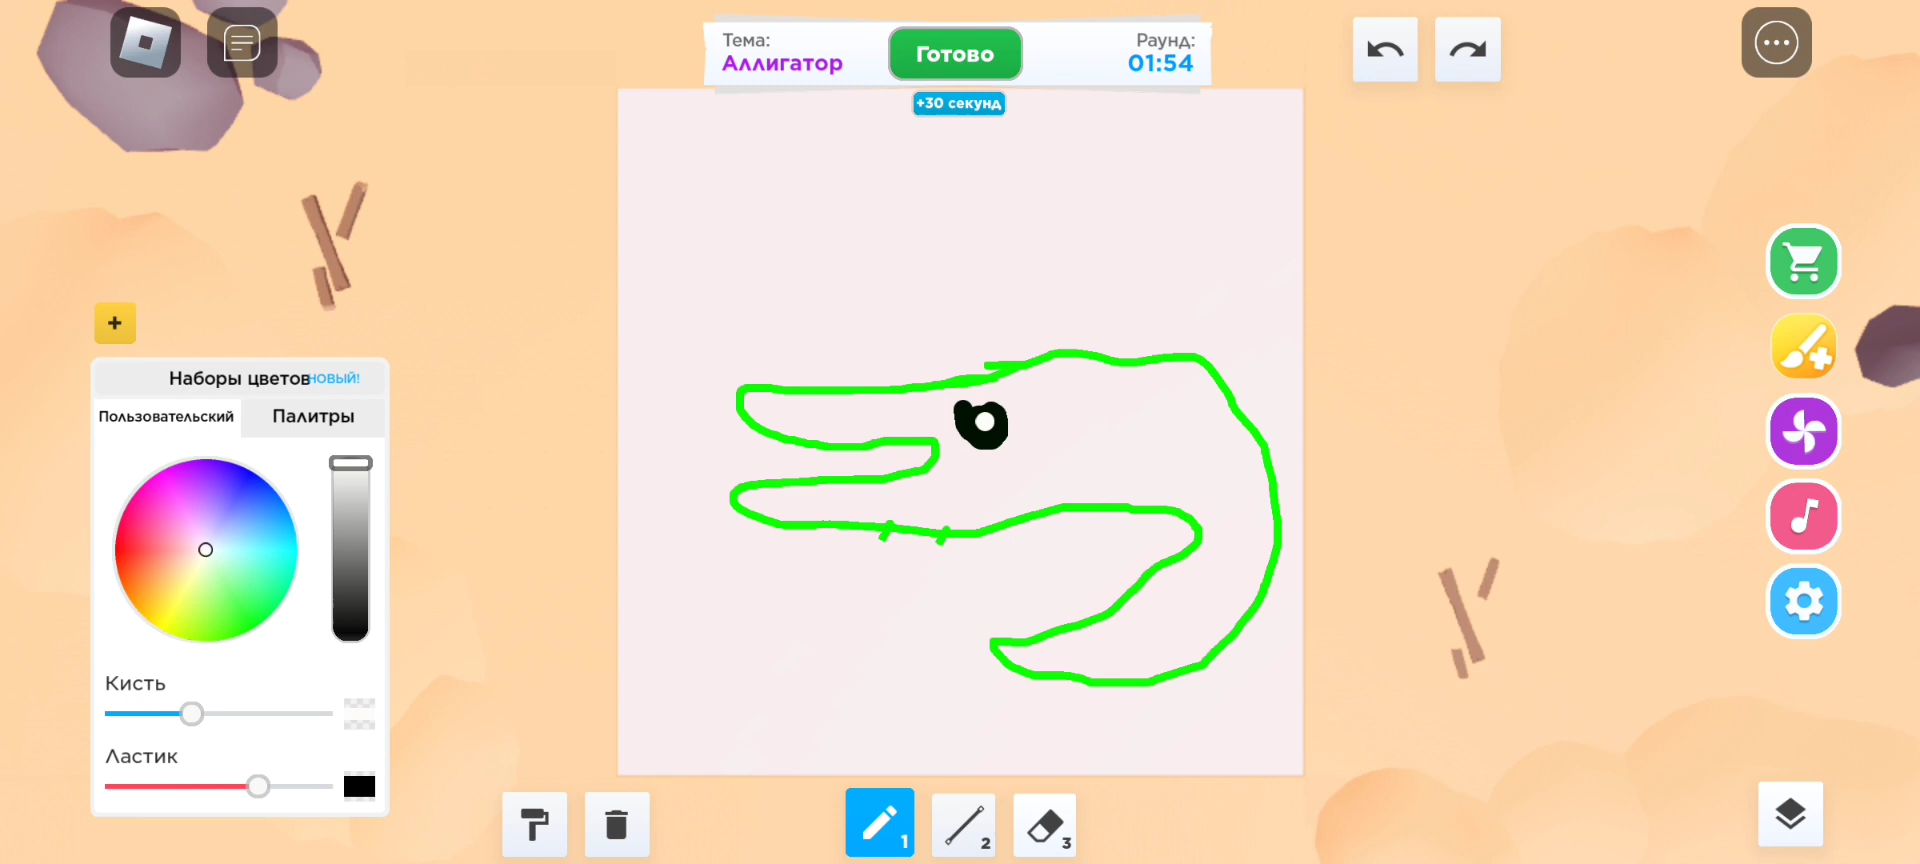 Тема:
Аллигатор
Готово
Раунд:
01:54
+30 секунд
+
Наборы цветов НОВЫЙ!
Пользовательский
Палитры
Кисть
Ластик
1
2
3